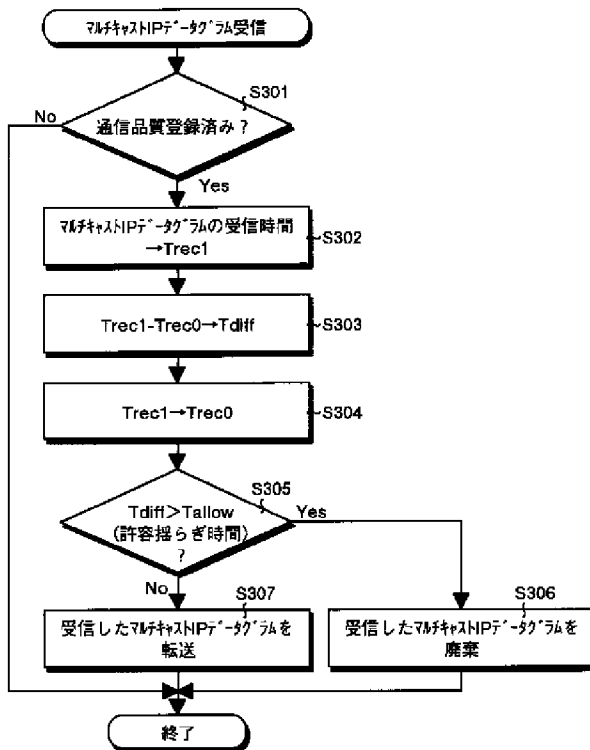 ﾏﾙﾁｷｬｽﾄIPﾃﾞｰﾀｸﾞﾗﾑ受信
S301
No
通信品質登録済み？
Yes
ﾏﾙﾁｷｬｽﾄIPﾃﾞｰﾀｸﾞﾗﾑの受信時間
→Trec1
S302
Trec1-Trec0→Tdiff
S303
Trec1→Trec0
S304
S305
Tdiff＞Tallow
(許容揺らぎ時間)
？
Yes
No
S307
受信したﾏﾙﾁｷｬｽﾄIPﾃﾞｰﾀｸﾞﾗﾑを
転送
S306
受信したﾏﾙﾁｷｬｽﾄIPﾃﾞｰﾀｸﾞﾗﾑを
廃棄
終了